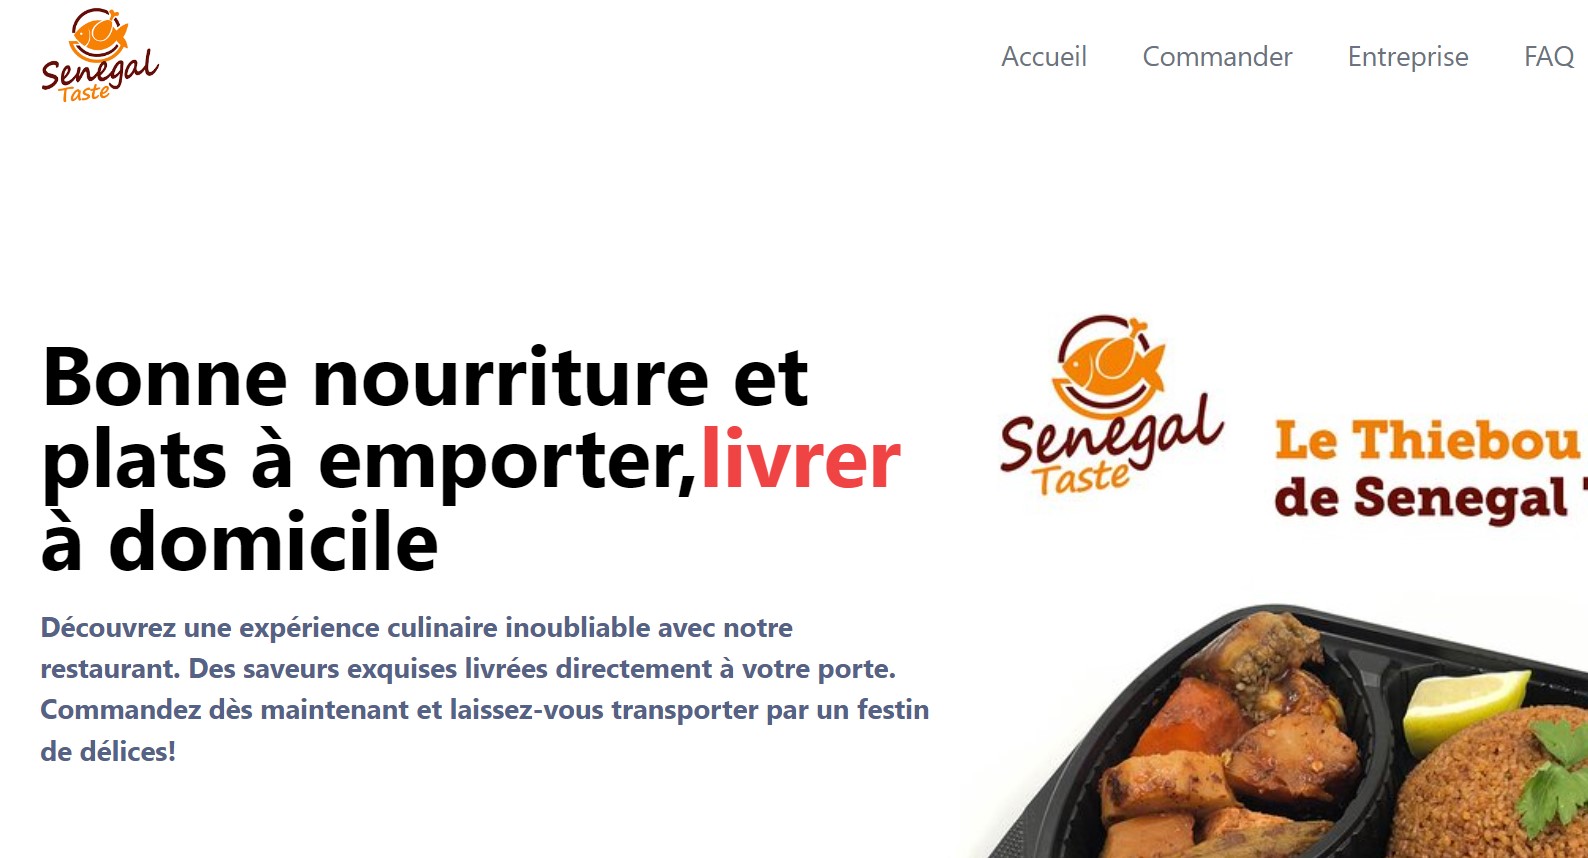 Senegal
Taste
Accueil Commander Entreprise FAQ
Bonne nourriture et
plats à emporter,livrer
à domicile
Découvrez une expérience culinaire inoubliable avec notre
restaurant. Des saveurs exquises livrées directement à votre porte.
Commandez dès maintenant et laissez-vous transporter par un festin
de délices!
Senegal
Taste
Le Thiebou
de Senegal